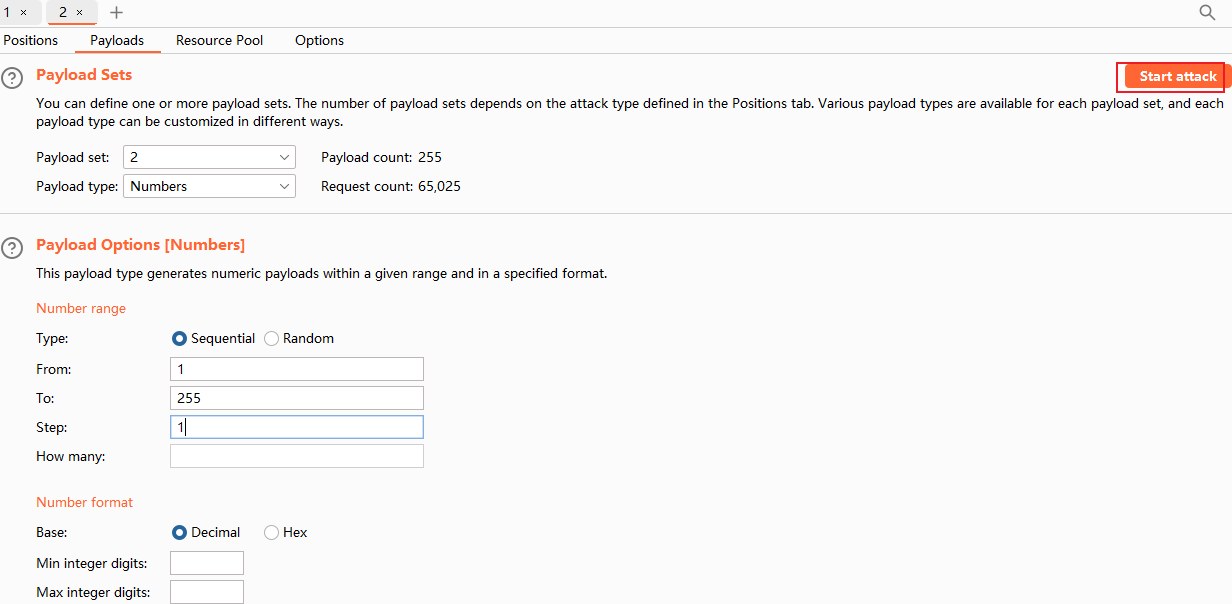 1 × 2 × +
Positions Payloads Resource Pool Options
? Payload Sets Start attack
You can define one or more payload sets. The number of payload sets depends on the attack type defined in the Positions tab. Various payload types are available for each payload set, and each
payload type can be customized in different ways.
Payload set: 2 Payload count: 255
Payload type: Numbers Request count: 65,025
? Payload Options [Numbers]
This payload type generates numeric payloads within a given range and in a specified format.
Number range
Type: Sequential Random
From: 1
To: 255
Step: 1
How many:
Number format
Base: Decimal Hex
Min integer digits:
Max integer digits: